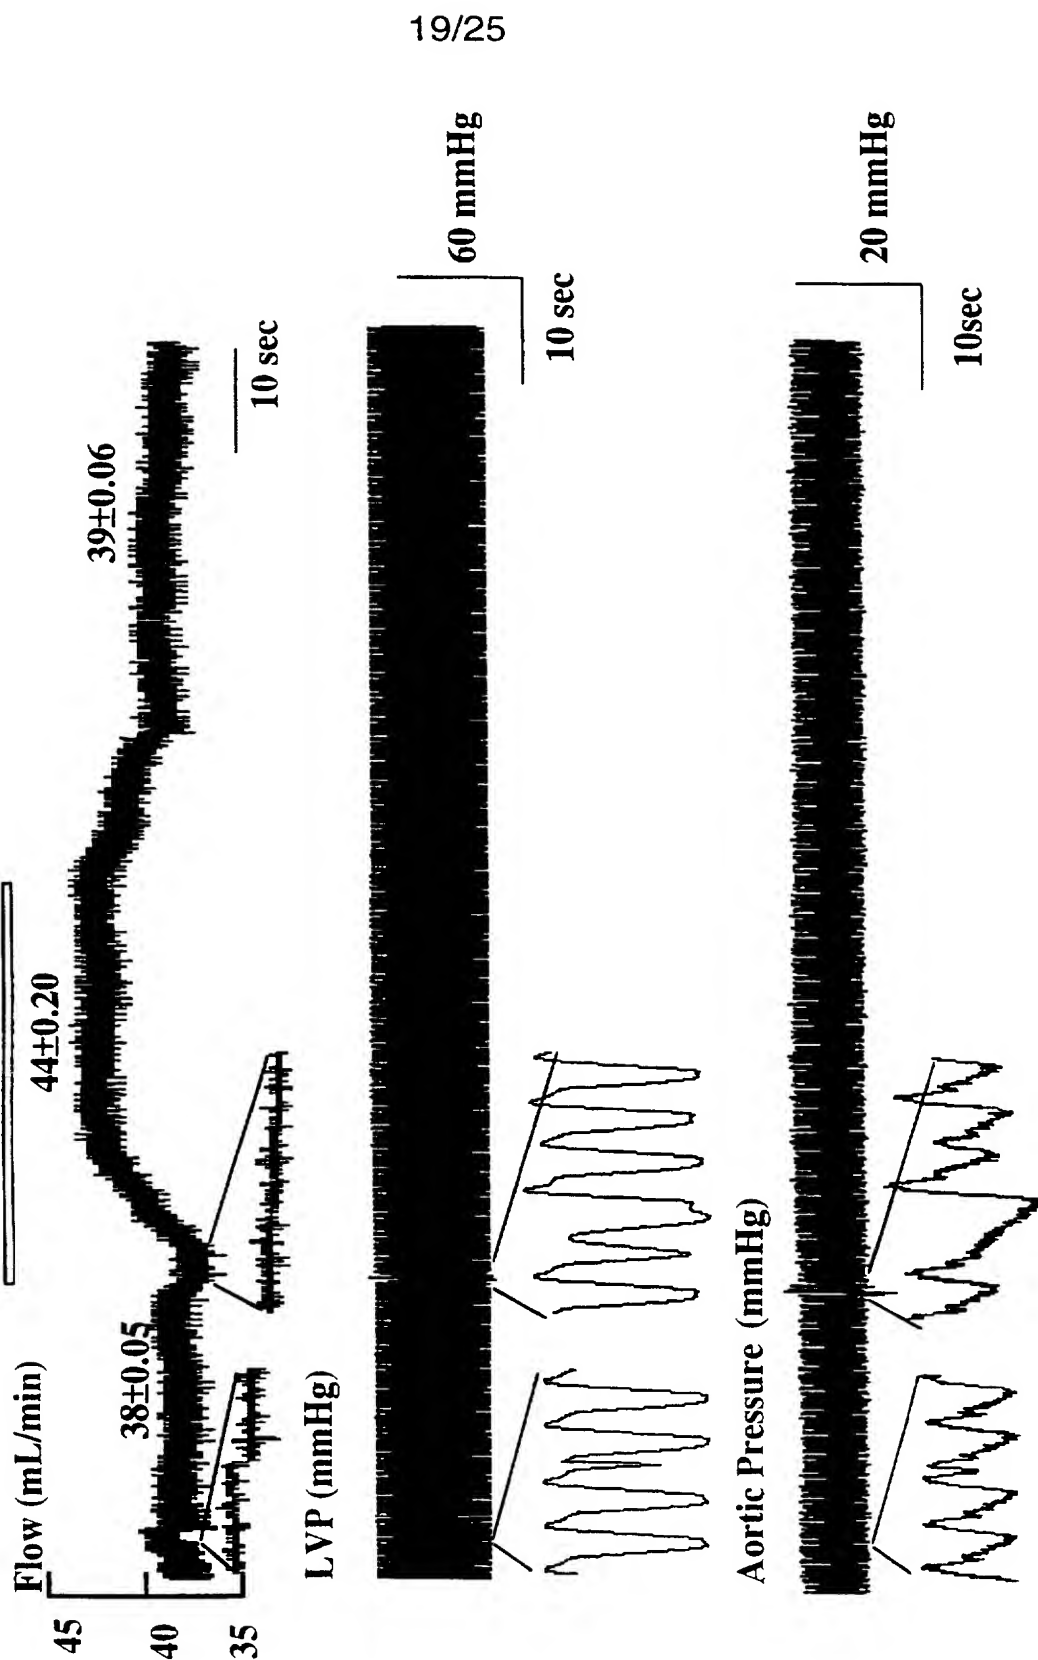 19/25
Flow (mL/min)
45
40
35
38±0.05
44±0.20
39±0.06
10 sec
LVP (mmHg)
60 mmHg
10 sec
Aortic Pressure (mmHg)
20 mmHg
10sec